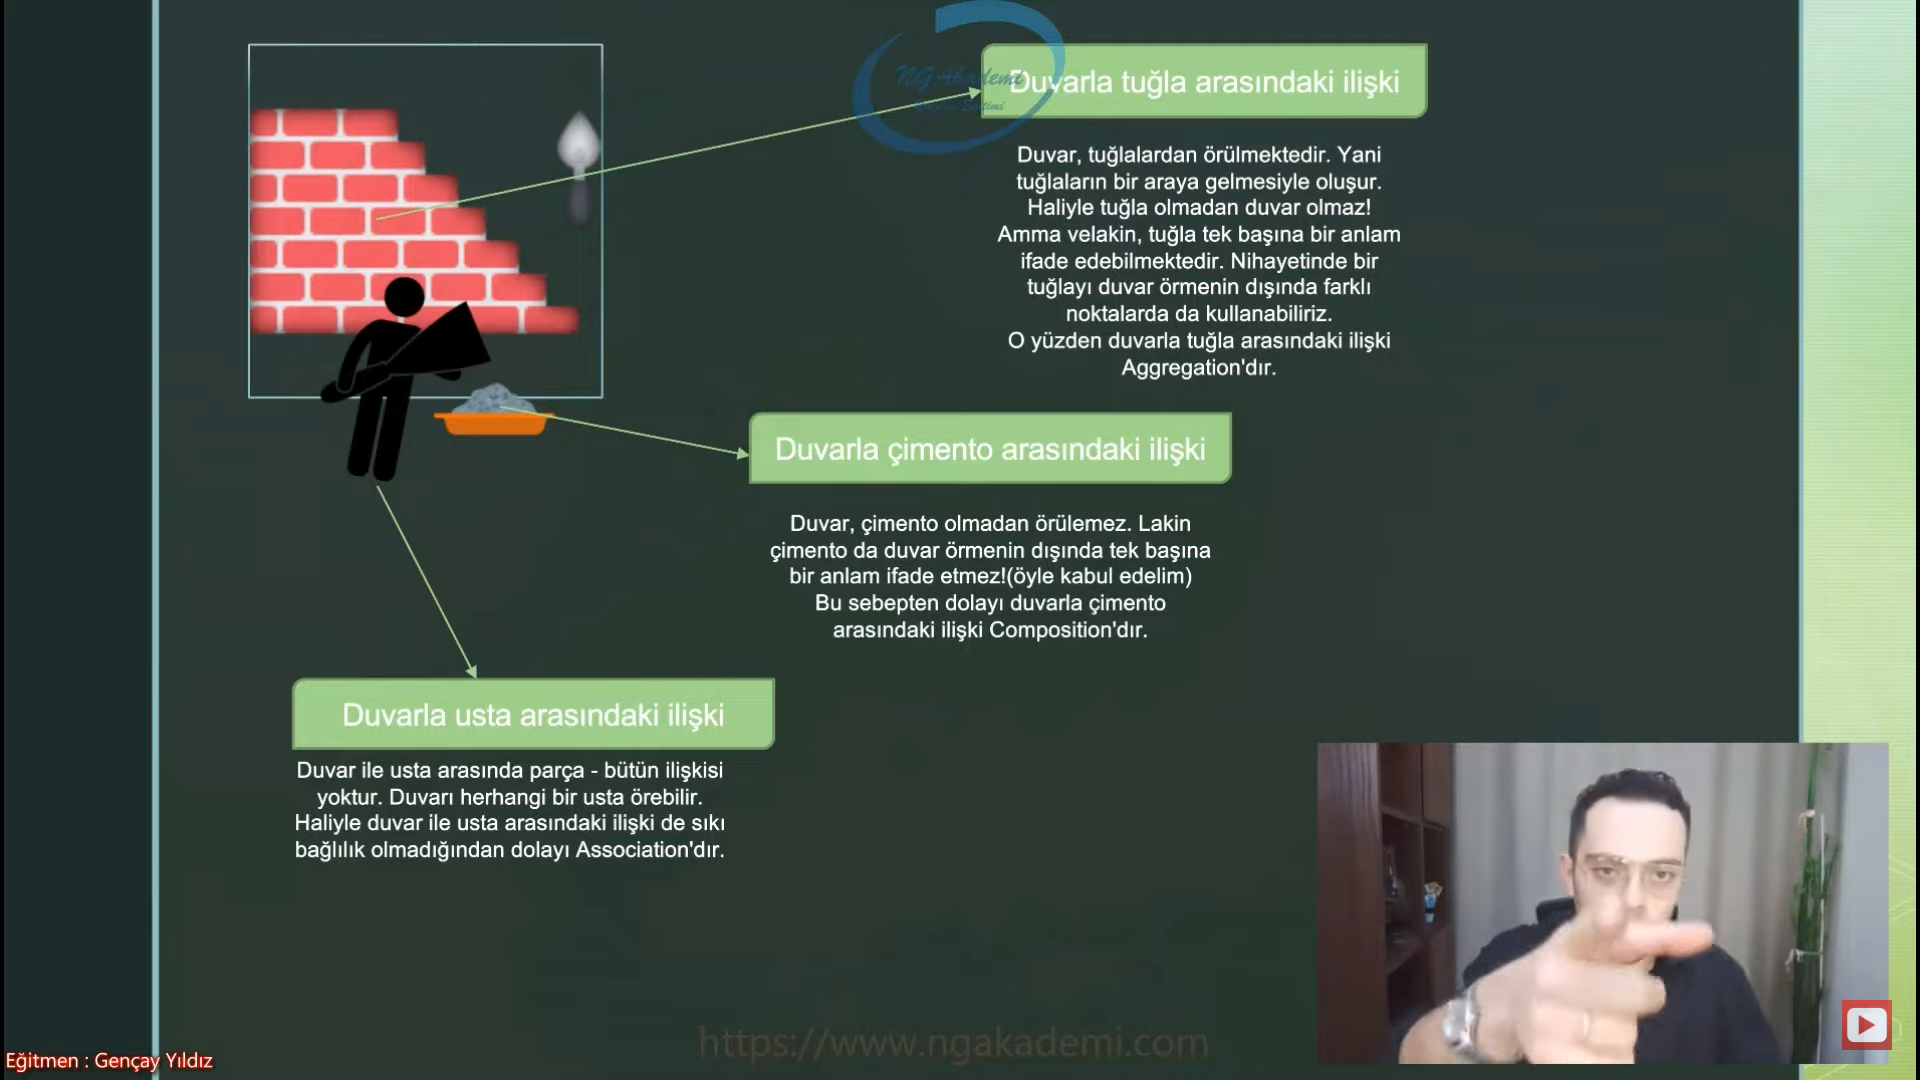 NG Akademi
Duvarla tuğla arasındaki ilişki
Duvar, tuğlalardan örülmektedir. Yani
tuğlaların bir araya gelmesiyle oluşur.
Haliyle tuğla olmadan duvar olmaz!
Amma velakin, tuğla tek başına bir anlam
ifade edebilmektedir. Nihayetinde bir
tuğlayı duvar örmenin dışında farklı
noktalarda da kullanabiliriz.
O yüzden duvarla tuğla arasındaki ilişki
Aggregation'dır.
Duvarla çimento arasındaki ilişki
Duvar, çimento olmadan örülemez. Lakin
çimento da duvar örmenin dışında tek başına
bir anlam ifade etmez!(öyle kabul edelim)
Bu sebepten dolayı duvarla çimento
arasındaki ilişki Composition'dır.
Duvarla usta arasındaki ilişki
Duvar ile usta arasında parça - bütün ilişkisi
yoktur. Duvarı herhangi bir usta örebilir.
Haliyle duvar ile usta arasındaki ilişki de sıkı
bağlılık olmadığından dolayı Association'dır.
https://www.ngakademi.com
Eğitmen : Gençay Yıldız